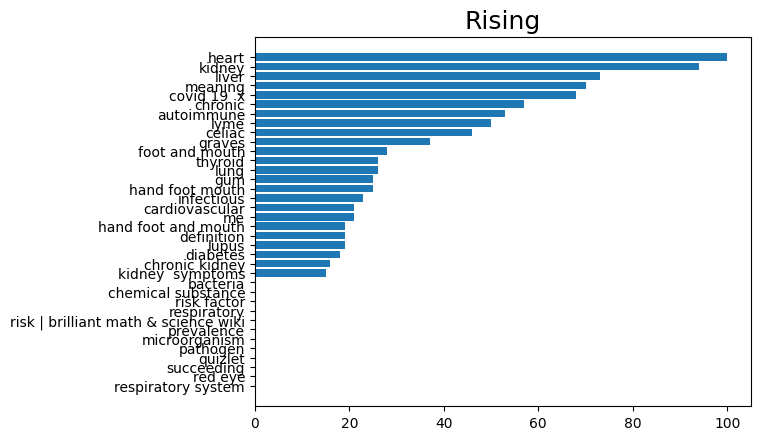 Rising
heart
kidney
liver
meaning
covid 19 x
chronic
autoimmune
lyme
celiac
graves
foot and mouth
thyroid
lung
gum
hand foot mouth
infectious
cardiovascular
me
hand foot and mouth
definition
lupus
diabetes
chronic kidney
kidney symptoms
bacteria
chemical substance
risk factor
respiratory
risk | brilliant math & science wiki
prevalence
microorganism
pathogen
quizlet
succeeding
red eye
respiratory system
0 20 40 60 80 100